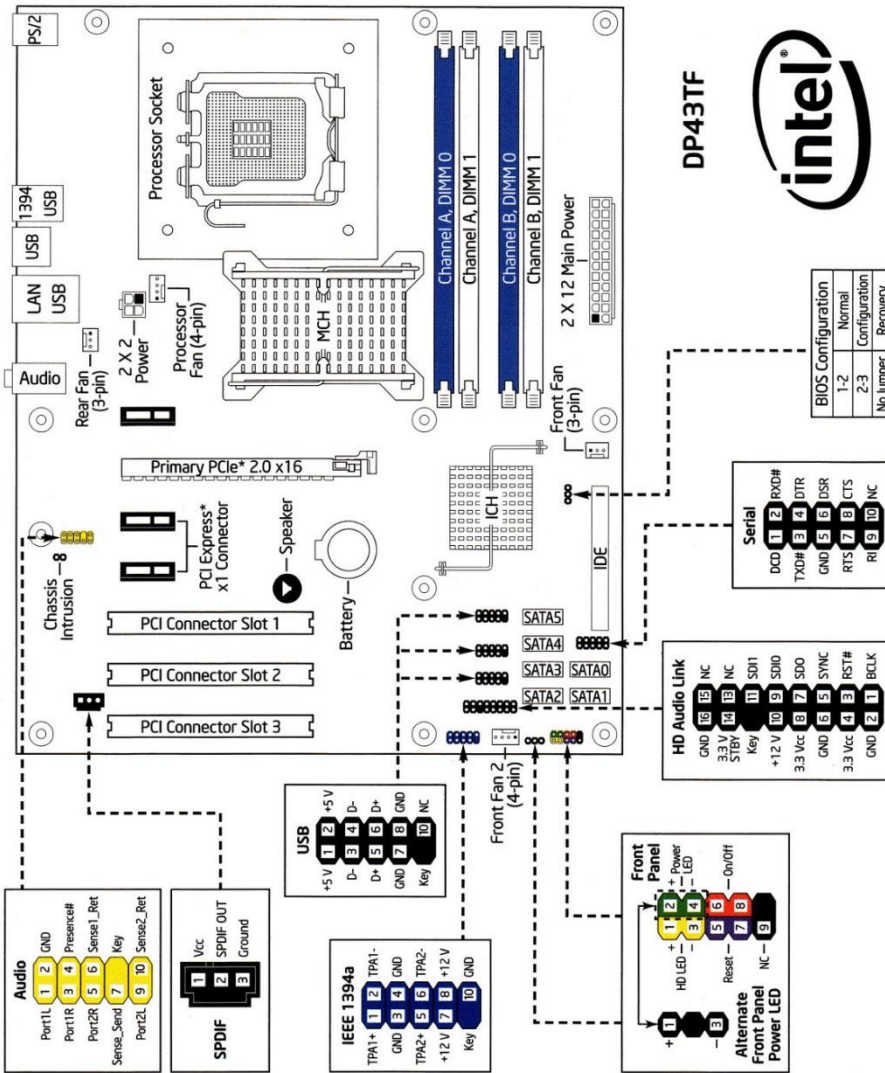 PS/2
1394
USB
USB
LAN
USB
Audio
Rear Fan
(3-pin)
2 X 2
Power
Processor
Fan (4-pin)
Processor Socket
MCH
Channel A, DIMM 0
Channel A, DIMM 1
Channel B, DIMM 0
Channel B, DIMM 1
2 X 12 Main Power
DP43TF
intel®
Primary PCIe* 2.0 x16
PCI Express*
x1 Connector
Speaker
Battery
Chassis
Intrusion
PCI Connector Slot 1
PCI Connector Slot 2
PCI Connector Slot 3
ICH
Front Fan
(3-pin)
IDE
SATA5
SATA4
SATA3
SATA0
SATA2
SATA1
Front Fan 2
(4-pin)
Audio
Port1L 1 2 GND
Port1R 3 4 Presence#
Port2R 5 6 Sense1_Ret
Sense_Send 7 Key
Port2L 9 10 Sense2_Ret
SPDIF
1 Vcc
2 SPDIF OUT
3 Ground
USB
+5 V 1 2 +5 V
D- 3 4 D-
D+ 5 6 D+
GND 7 8 GND
Key 10 NC
IEEE 1394a
TPA1+ 1 2 TPA1-
GND 3 4 GND
TPA2+ 5 6 TPA2-
+12 V 7 8 +12 V
Key 10 GND
Front
Panel
+ 1 2 + Power
HD LED LED
- 3 4 -
Reset 5 6 On/Off
7 8
NC 9
+ 1
- 3
Alternate
Front Panel
Power LED
HD Audio Link
GND 16 15 NC
3.3 V
STBY 14 13 NC
Key 11 SDI1
+12 V 10 9 SDI0
3.3 Vcc 8 7 SDO
GND 6 5 SYNC
3.3 Vcc 4 3 RST#
GND 2 1 BCLK
Serial
DCD 1 2 RXD#
TXD# 3 4 DTR
GND 5 6 DSR
RTS 7 8 CTS
RI 9 10 NC
BIOS Configuration
1-2 Normal
2-3 Configuration
No Jumper Recovery